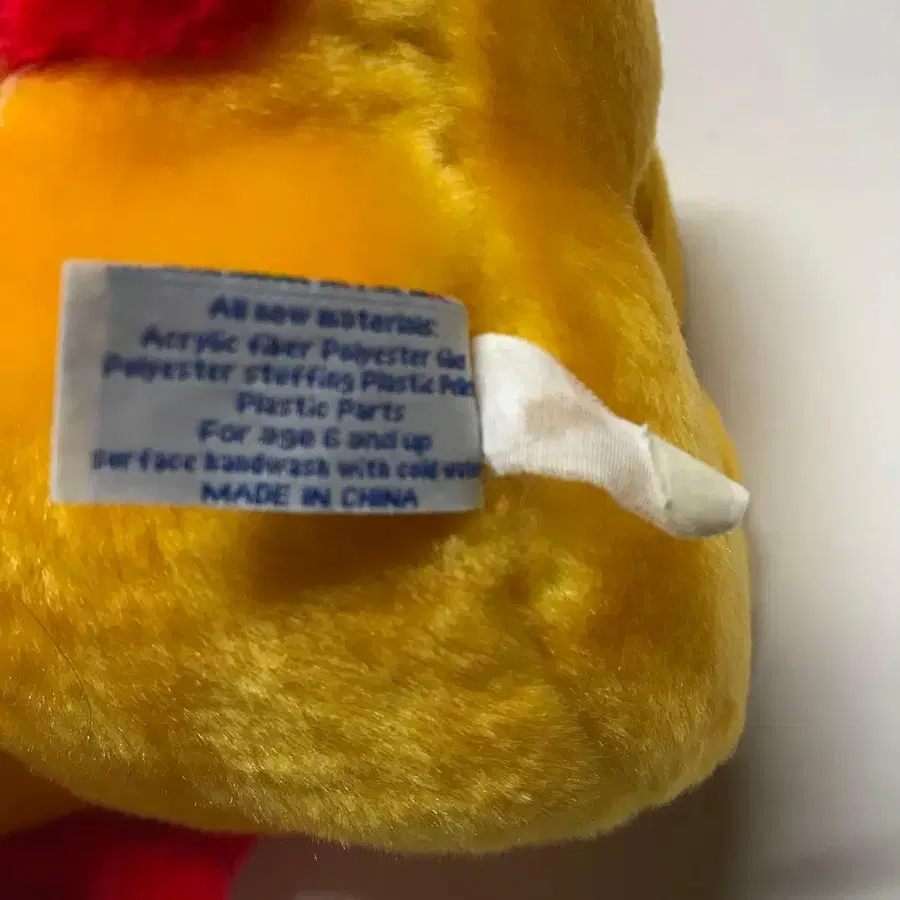 All new materials:
Acrylic fiber Polyester
Polyester stuffing Plastic
Plastic Parts
For age 6 and up
Surface handwash with cold water
MADE IN CHINA